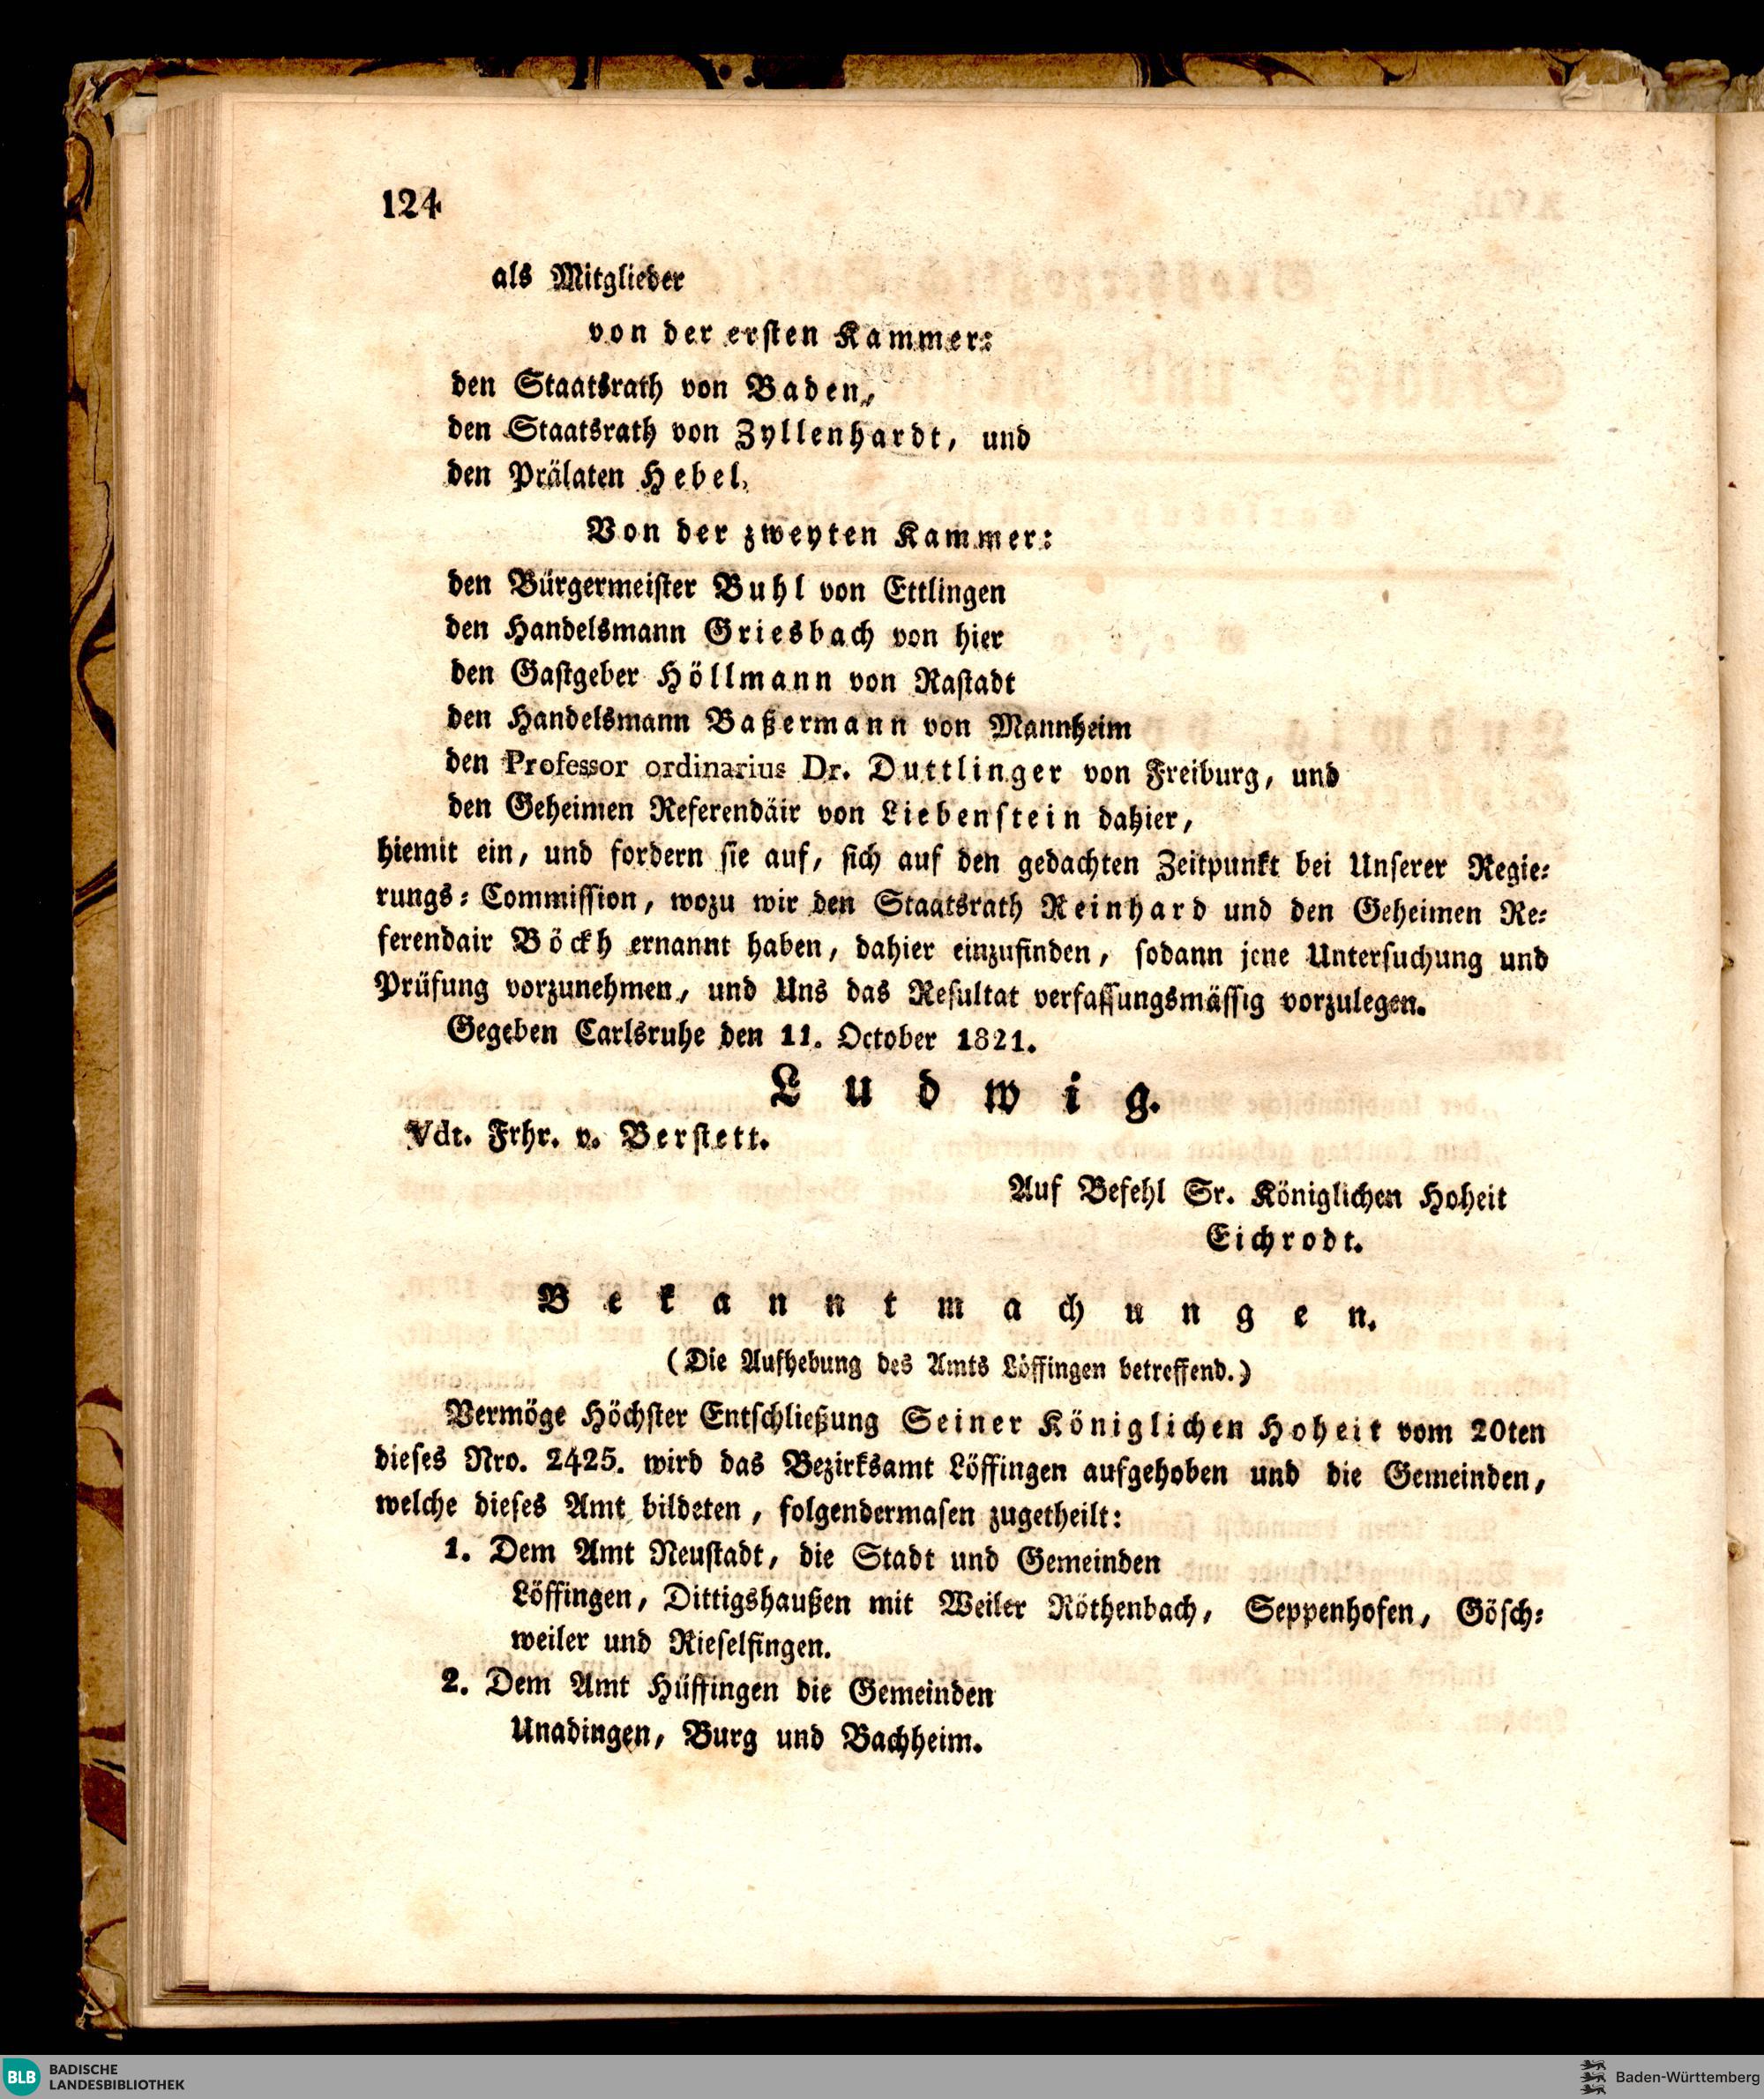 124
als Mitglieder
von der ersten Kammer:
den Staatsrath von Baden,
den Staatsrath von Zyllenhardt, und
den Prälaten Hebel,
Von der zweyten Kammer:
den Bürgermeister Buhl von Ettlingen
den Handelsmann Griesbach von hier
den Gastgeber Höllmann von Rastadt
den Handelsmann Baßermann von Mannheim
den Professor ordinarius Dr. Duttlinger von Freiburg, und
den Geheimen Referendäir von Liebenstein dahier,
hiemit ein, und fordern sie auf, sich auf den gedachten Zeitpunkt bei Unserer Regie-
rungs-Commission, wozu wir den Staatsrath Reinhard und den Geheimen Re-
ferendair Böckh ernannt haben, dahier einzufinden, sodann jene Untersuchung und
Prüfung vorzunehmen, und Uns das Resultat verfassungsmässig vorzulegen.
Gegeben Carlsruhe den 11. October 1821.
Ludwig.
Vdt. Frhr. v. Berstett.
Auf Befehl Sr. Königlichen Hoheit
Eichrodt.
Bekanntmachungen.
(Die Aufhebung des Amts Löffingen betreffend.)
Vermöge Höchster Entschließung Seiner Königlichen Hoheit vom 20ten
dieses Nro. 2425. wird das Bezirksamt Löffingen aufgehoben und die Gemeinden,
welche dieses Amt bildeten, folgendermasen zugetheilt:
1. Dem Amt Neustadt, die Stadt und Gemeinden
Löffingen, Dittigshaußen mit Weiler Röthenbach, Seppenhofen, Gösch-
weiler und Rieselfingen.
2. Dem Amt Hüffingen die Gemeinden
Unadingen, Burg und Bachheim.
BLB BADISCHE
LANDESBIBLIOTHEK
Baden-Württemberg